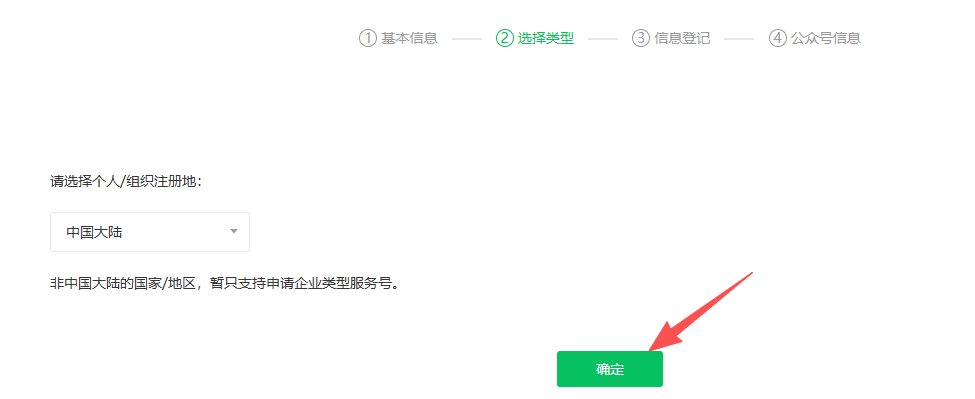 ① 基本信息 ② 选择类型 ③ 信息登记 ④ 公众号信息
请选择个人/组织注册地：
中国大陆
非中国大陆的国家/地区，暂只支持申请企业类型服务号。
确定